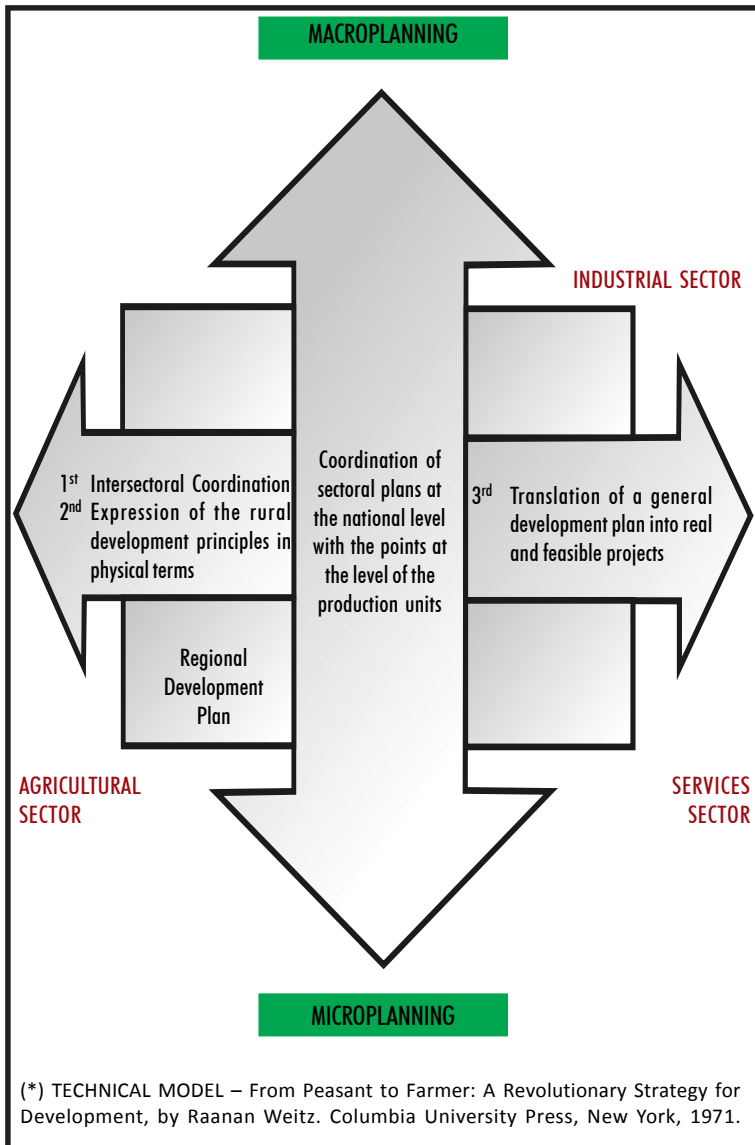 MACROPLANNING
INDUSTRIAL SECTOR
1st Intersectoral Coordination
2nd Expression of the rural
development principles in
physical terms
Coordination of
sectoral plans at
the national level
with the points at
the level of the
production units
3rd Translation of a general
development plan into real
and feasible projects
Regional
Development
Plan
AGRICULTURAL
SECTOR
SERVICES
SECTOR
MICROPLANNING
(*) TECHNICAL MODEL – From Peasant to Farmer: A Revolutionary Strategy for
Development, by Raanan Weitz. Columbia University Press, New York, 1971.